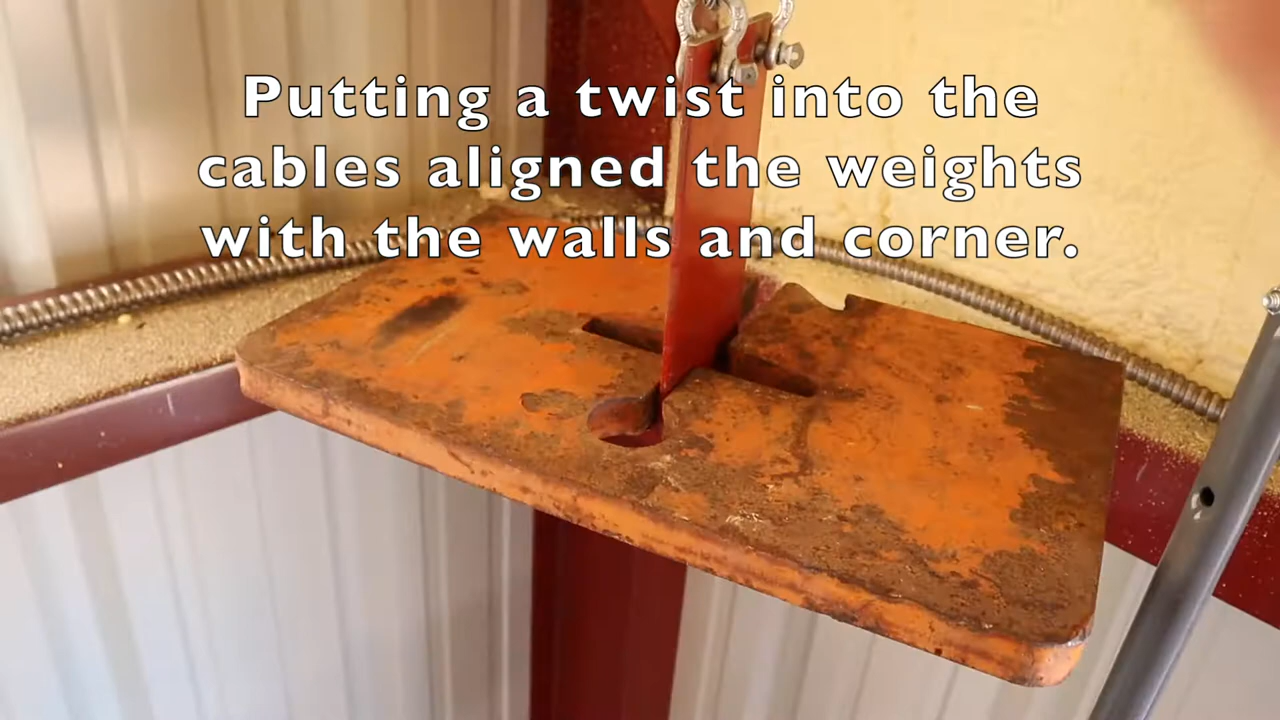 Putting a twist into the
cables aligned the weights
with the walls and corner.